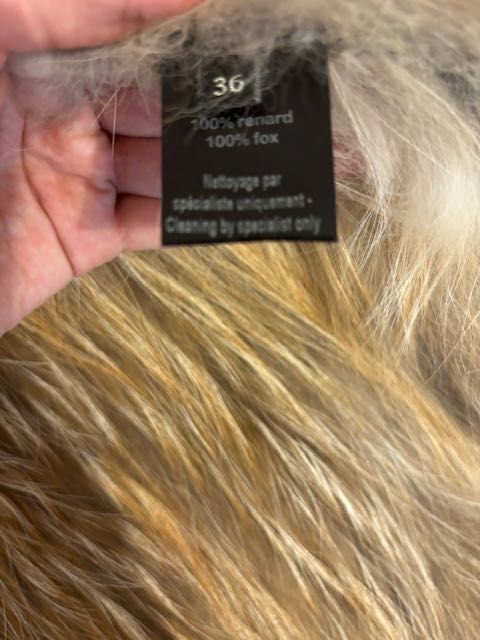 36
100% renard
100% fox
Nettoyage par
spécialiste uniquement -
Cleaning by specialist only